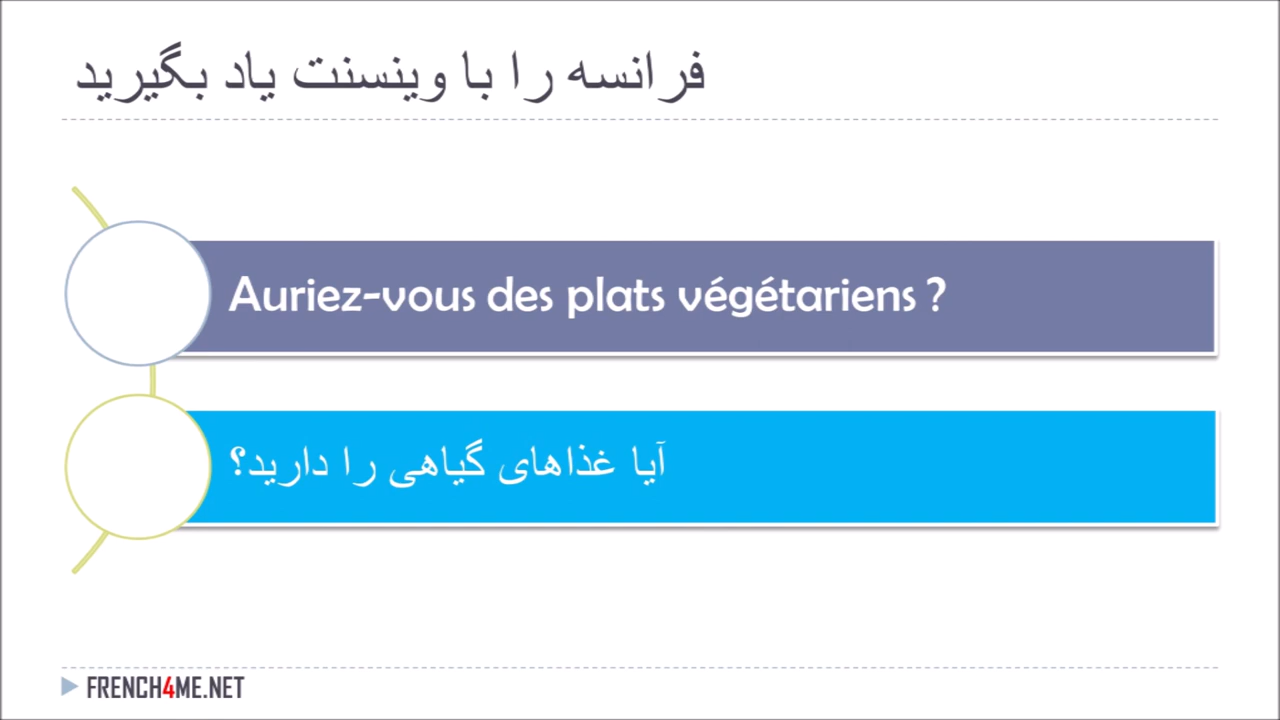 فرانسه را با وینسنت یاد بگیرید
Auriez-vous des plats végétariens ?
آیا غذاهای گیاهی را دارید؟
FRENCH4ME.NET